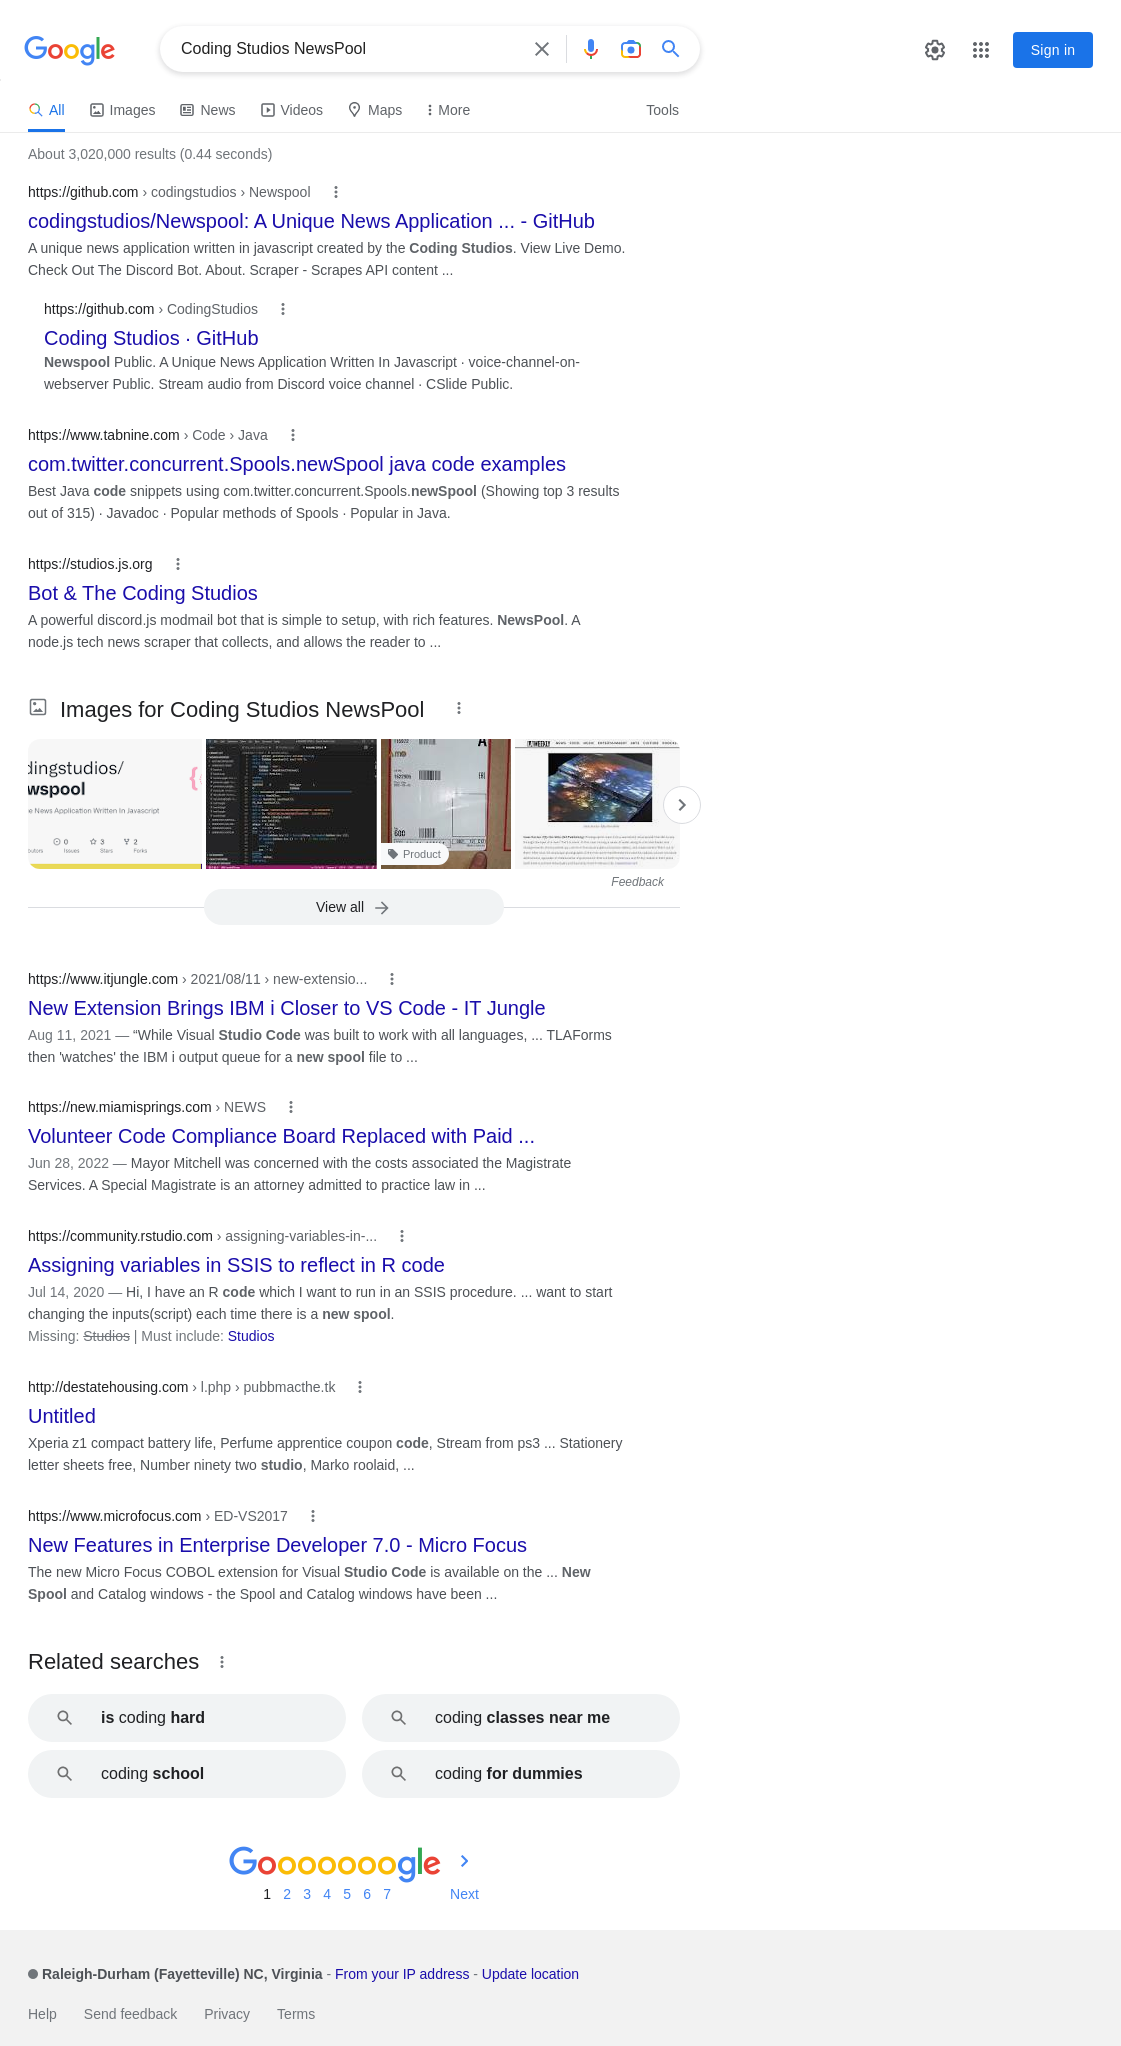 Google
Coding Studios NewsPool
Sign in
All
Images
News
Videos
Maps
More
Tools
About 3,020,000 results (0.44 seconds)
https://github.com › codingstudios › Newspool
codingstudios/Newspool: A Unique News Application ... - GitHub
A unique news application written in javascript created by the Coding Studios. View Live Demo.
Check Out The Discord Bot. About. Scraper - Scrapes API content ...
https://github.com › CodingStudios
Coding Studios · GitHub
Newspool Public. A Unique News Application Written In Javascript · voice-channel-on-
webserver Public. Stream audio from Discord voice channel · CSlide Public.
https://www.tabnine.com › Code › Java
com.twitter.concurrent.Spools.newSpool java code examples
Best Java code snippets using com.twitter.concurrent.Spools.newSpool (Showing top 3 results
out of 315) · Javadoc · Popular methods of Spools · Popular in Java.
https://studios.js.org
Bot & The Coding Studios
A powerful discord.js modmail bot that is simple to setup, with rich features. NewsPool. A
node.js tech news scraper that collects, and allows the reader to ...
Images for Coding Studios NewsPool
dingstudios/
wspool
e News Application Written In Javascript
0
3
2
Issues
Stars
Forks
Product
Feedback
View all
https://www.itjungle.com › 2021/08/11 › new-extensio...
New Extension Brings IBM i Closer to VS Code - IT Jungle
Aug 11, 2021 — “While Visual Studio Code was built to work with all languages, ... TLAForms
then 'watches' the IBM i output queue for a new spool file to ...
https://new.miamisprings.com › NEWS
Volunteer Code Compliance Board Replaced with Paid ...
Jun 28, 2022 — Mayor Mitchell was concerned with the costs associated the Magistrate
Services. A Special Magistrate is an attorney admitted to practice law in ...
https://community.rstudio.com › assigning-variables-in-...
Assigning variables in SSIS to reflect in R code
Jul 14, 2020 — Hi, I have an R code which I want to run in an SSIS procedure. ... want to start
changing the inputs(script) each time there is a new spool.
Missing: Studios | Must include: Studios
http://destatehousing.com › l.php › pubbmacthe.tk
Untitled
Xperia z1 compact battery life, Perfume apprentice coupon code, Stream from ps3 ... Stationery
letter sheets free, Number ninety two studio, Marko roolaid, ...
https://www.microfocus.com › ED-VS2017
New Features in Enterprise Developer 7.0 - Micro Focus
The new Micro Focus COBOL extension for Visual Studio Code is available on the ... New
Spool and Catalog windows - the Spool and Catalog windows have been ...
Related searches
is coding hard
coding classes near me
coding school
coding for dummies
Goooooooogle
1 2 3 4 5 6 7 Next
Raleigh-Durham (Fayetteville) NC, Virginia - From your IP address - Update location
Help
Send feedback
Privacy
Terms